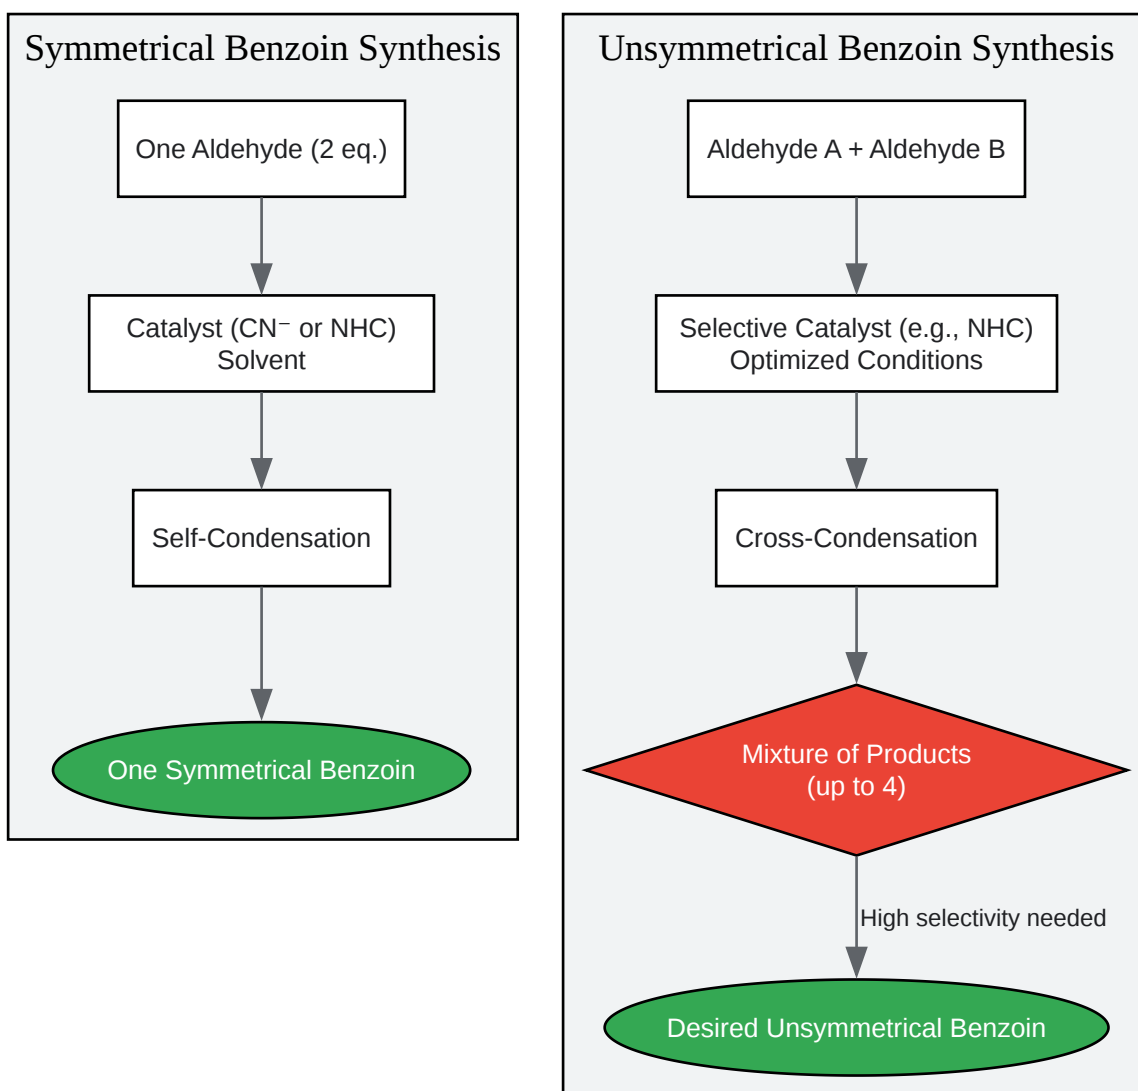 Symmetrical Benzoin Synthesis
One Aldehyde (2 eq.)
Catalyst (CN⁻ or NHC)
Solvent
Self-Condensation
One Symmetrical Benzoin
Unsymmetrical Benzoin Synthesis
Aldehyde A + Aldehyde B
Selective Catalyst (e.g., NHC)
Optimized Conditions
Cross-Condensation
Mixture of Products
(up to 4)
High selectivity needed
Desired Unsymmetrical Benzoin